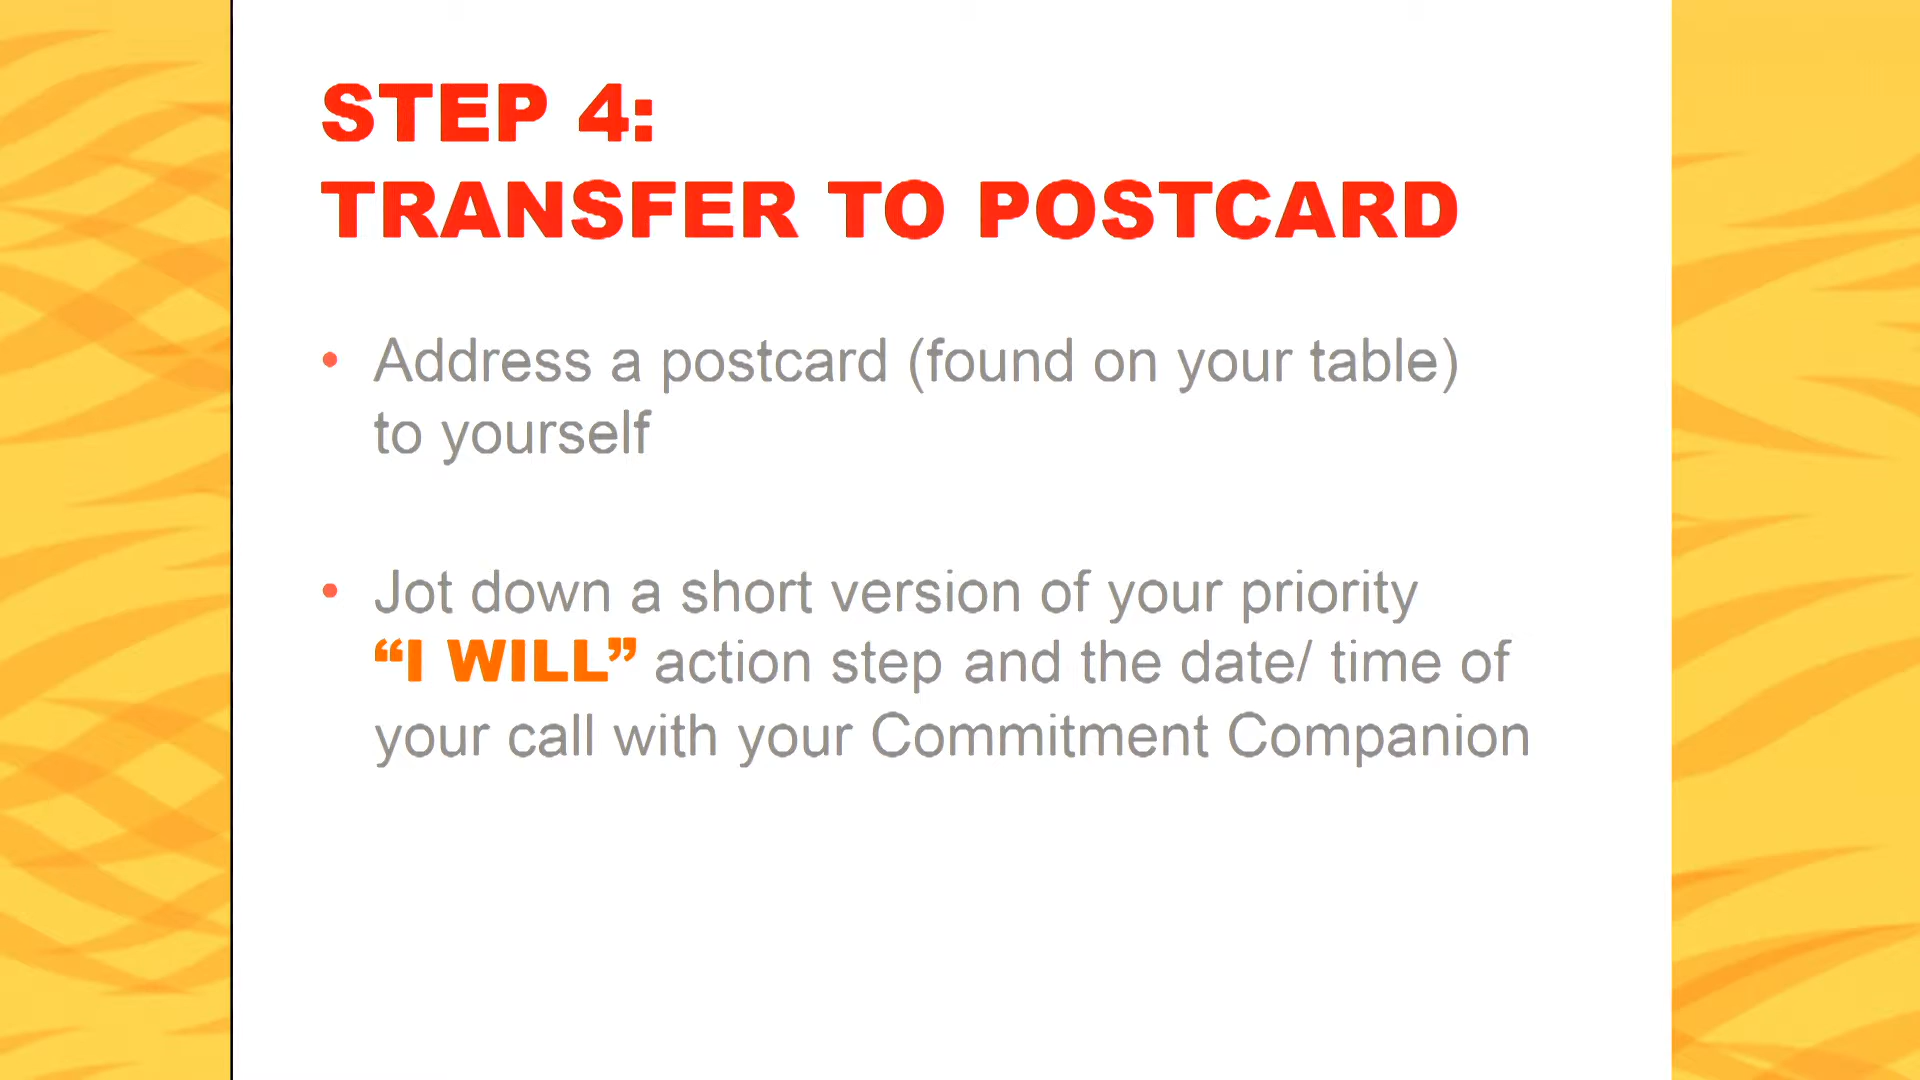 STEP 4:
TRANSFER TO POSTCARD
• Address a postcard (found on your table)
to yourself
• Jot down a short version of your priority
“I WILL” action step and the date/ time of
your call with your Commitment Companion